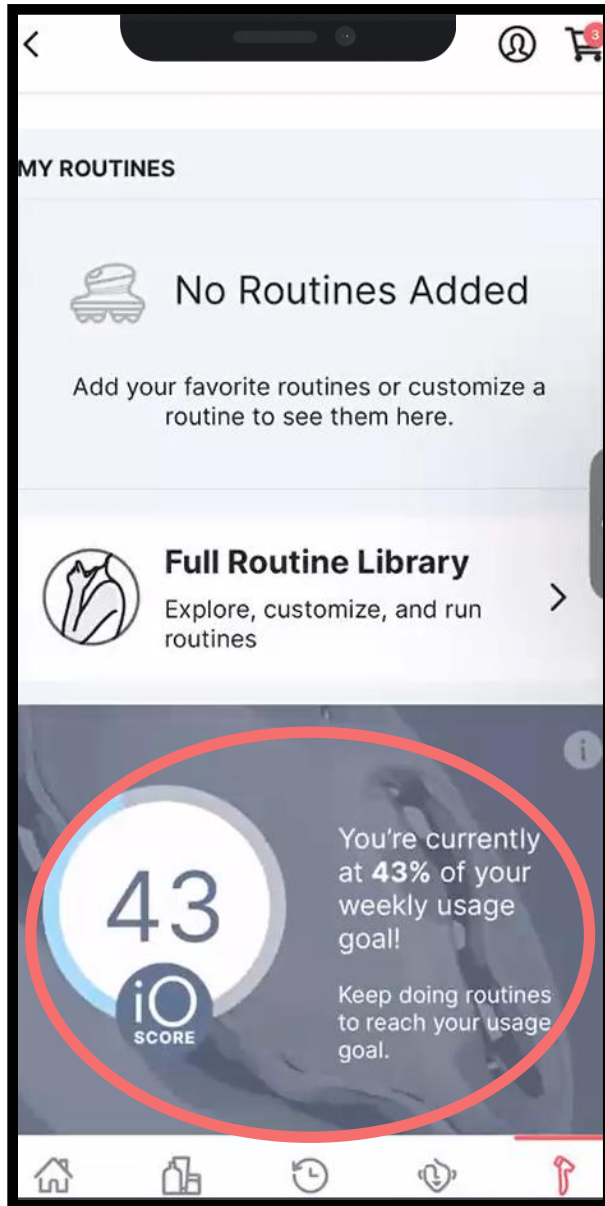 3
MY ROUTINES
No Routines Added
Add your favorite routines or customize a
routine to see them here.
Full Routine Library
Explore, customize, and run
routines
i
43
iO
SCORE
You're currently
at 43% of your
weekly usage
goal!
Keep doing routines
to reach your usage
goal.